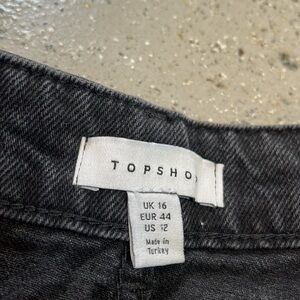 TOPSHO
UK 16
EUR 44
US 12
Made in
Turkey